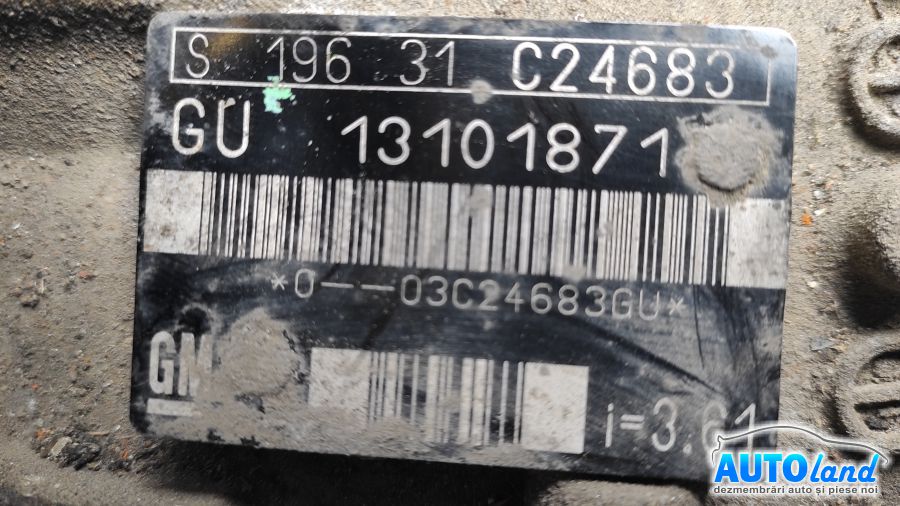 S 196 31 C24683
GU 13101871
*0--03C24683GU*
GM
i=3.61
AUTOland
dezmembrări auto și piese noi